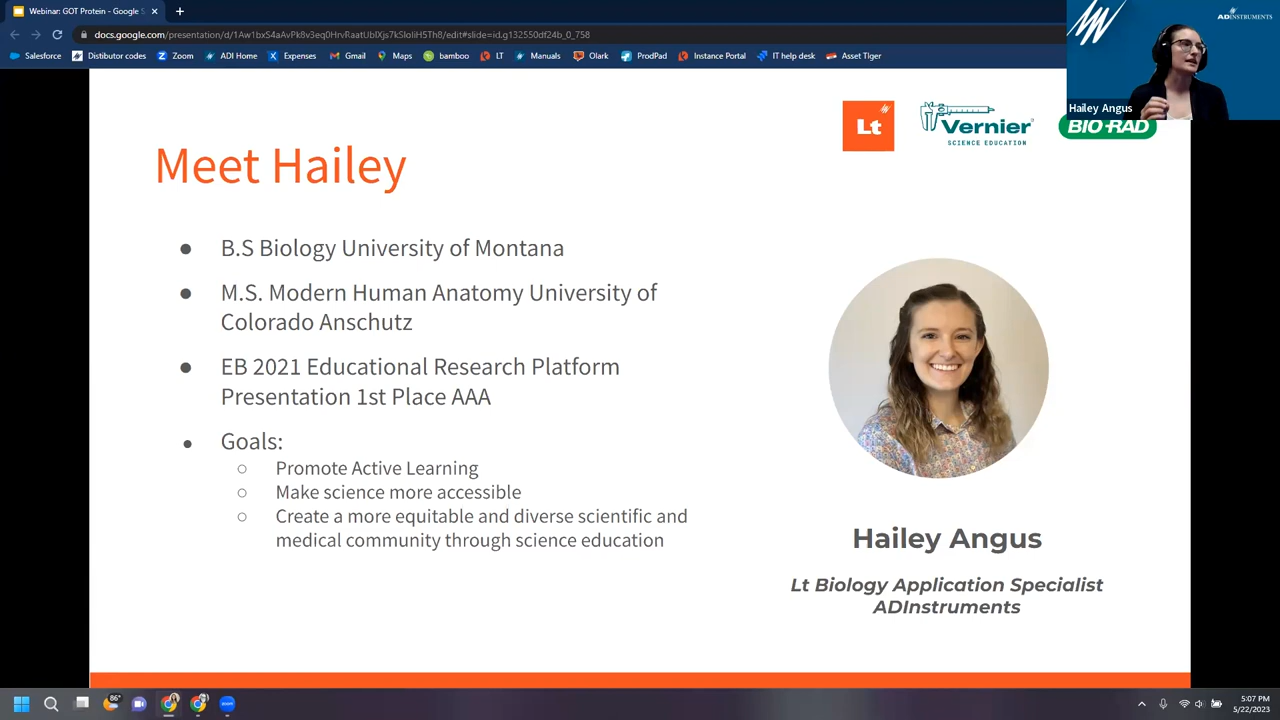 Webinar: GOT Protein - Google S
docs.google.com/presentation/d/1Aw1bxS4aAvPk8v3eq0HrvRaatUbDXjs7kSloIiH5Th8/edit#slide=id.g132550df24b_0_758
Salesforce Distibutor codes Zoom ADI Home Expenses Gmail Maps bamboo LT Manuals Olark ProdPad Instance Portal IT help desk Asset TIger
ADINSTRUMENTS
Hailey Angus
Lt
Vernier
SCIENCE EDUCATION
BIO-RAD
Meet Hailey
● B.S Biology University of Montana
● M.S. Modern Human Anatomy University of
Colorado Anschutz
● EB 2021 Educational Research Platform
Presentation 1st Place AAA
● Goals:
○ Promote Active Learning
○ Make science more accessible
○ Create a more equitable and diverse scientific and
medical community through science education
Hailey Angus
Lt Biology Application Specialist
ADInstruments
86°
zoom
5:07 PM
5/22/2023